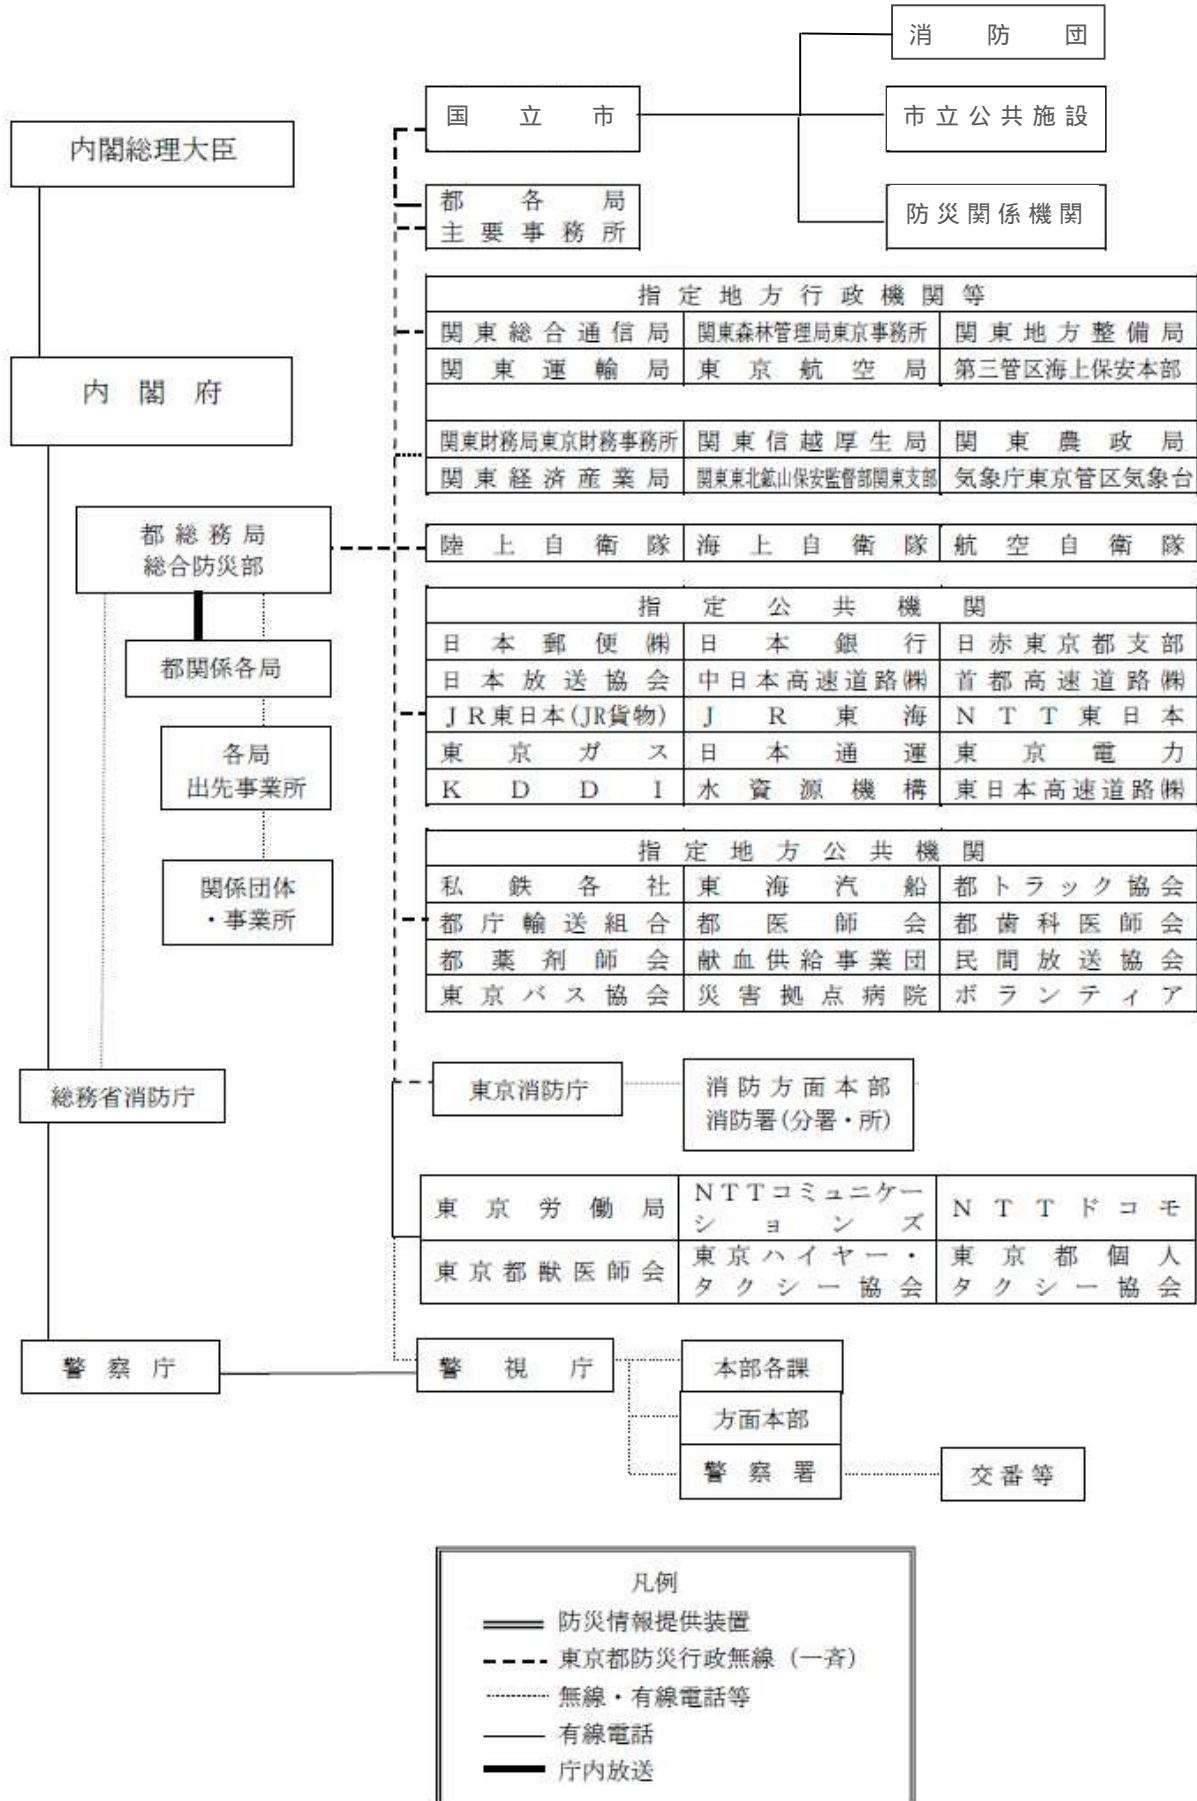 消防団
国立市
市立公共施設
内閣総理大臣
都各局
主要事務所
防災関係機関
指定地方行政機関等
関東総合通信局 関東森林管理局東京事務所 関東地方整備局
関東運輸局 東京航空局 第三管区海上保安本部
内閣府
関東財務局東京財務事務所 関東信越厚生局 関東農政局
関東経済産業局 関東東北鉱山保安監督部関東支部 気象庁東京管区気象台
都総務局
総合防災部
陸上自衛隊 海上自衛隊 航空自衛隊
指定公共機関
日本郵便㈱ 日本銀行 日赤東京都支部
都関係各局
日本放送協会 中日本高速道路㈱ 首都高速道路㈱
JR東日本(JR貨物) JR東海 NTT東日本
各局
出先事業所
東京ガス 日本通運 東京電力
KDDI 水資源機構 東日本高速道路㈱
指定地方公共機関
私鉄各社 東海汽船 都トラック協会
関係団体
・事業所
都庁輸送組合 都医師会 都歯科医師会
都薬剤師会 献血供給事業団 民間放送協会
東京バス協会 災害拠点病院 ボランティア
総務省消防庁
東京消防庁
消防方面本部
消防署(分署・所)
東京労働局
NTTコミュニケー
ションズ
NTTドコモ
東京都獣医師会
東京ハイヤー・
タクシー協会
東京都個人
タクシー協会
警察庁
警視庁
本部各課
方面本部
警察署
交番等
凡例
防災情報提供装置
東京都防災行政無線（一斉）
無線・有線電話等
有線電話
庁内放送